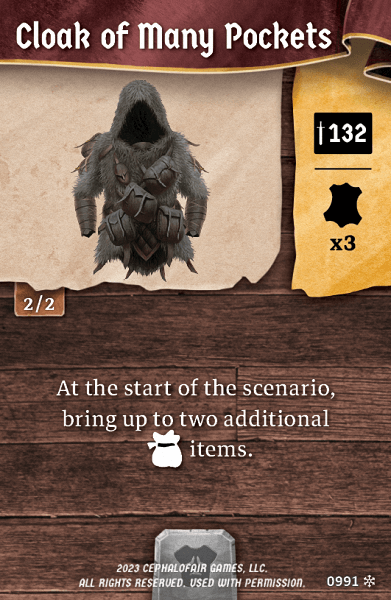 Cloak of Many Pockets
132
x3
2/2
At the start of the scenario,
bring up to two additional
items.
2023 CEPHALOFAIR GAMES, LLC.
ALL RIGHTS RESERVED. USED WITH PERMISSION.
0991